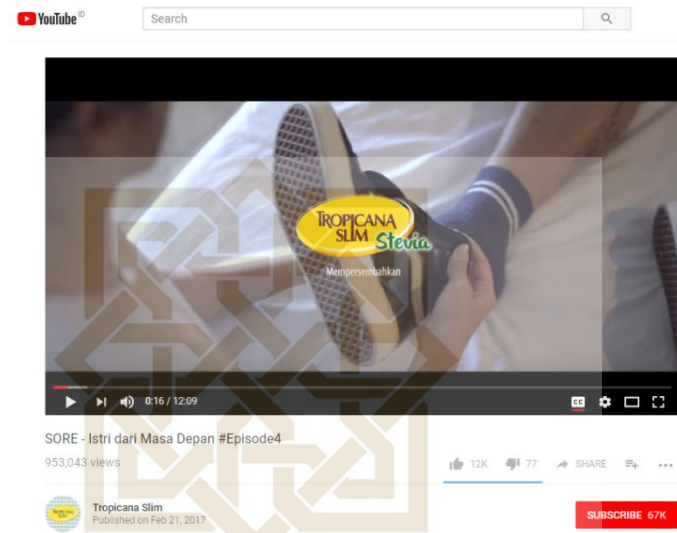 YouTube ID
Search
TROPICANA
SLIM
Stevia
Mempersembahkan
0:16 / 12:09
CC
SORE - Istri dari Masa Depan #Episode4
953,043 views
12K
77
SHARE
Tropicana Slim
Published on Feb 21, 2017
SUBSCRIBE 67K